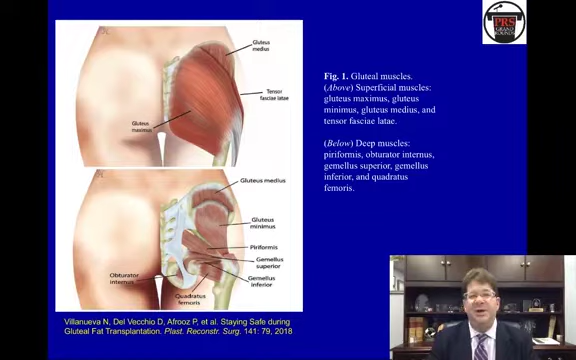 PRS
GRAND
ROUNDS
Gluteus
medius
Tensor
fasciae latae
Gluteus
maximus
Gluteus medius
Gluteus
minimus
Piriformis
Gemellus
superior
Gemellus
inferior
Obturator
internus
Quadratus
femoris
Fig. 1. Gluteal muscles.
(Above) Superficial muscles:
gluteus maximus, gluteus
minimus, gluteus medius, and
tensor fasciae latae.
(Below) Deep muscles:
piriformis, obturator internus,
gemellus superior, gemellus
inferior, and quadratus
femoris.
Villanueva N, Del Vecchio D, Afrooz P, et al. Staying Safe during
Gluteal Fat Transplantation. Plast. Reconstr. Surg. 141: 79, 2018